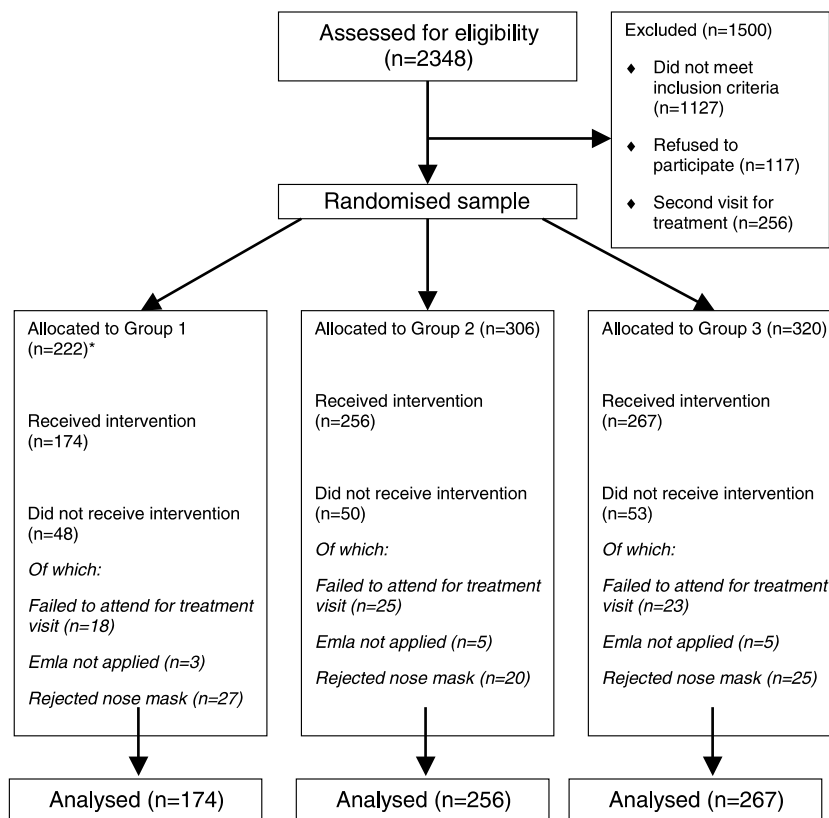 Assessed for eligibility
(n=2348)
Excluded (n=1500)
♦ Did not meet
inclusion criteria
(n=1127)
♦ Refused to
participate (n=117)
♦ Second visit for
treatment (n=256)
Randomised sample
Allocated to Group 1
(n=222)*
Received intervention
(n=174)
Did not receive intervention
(n=48)
Of which:
Failed to attend for treatment
visit (n=18)
Emla not applied (n=3)
Rejected nose mask (n=27)
Allocated to Group 2 (n=306)
Received intervention
(n=256)
Did not receive intervention
(n=50)
Of which:
Failed to attend for treatment
visit (n=25)
Emla not applied (n=5)
Rejected nose mask (n=20)
Allocated to Group 3 (n=320)
Received intervention
(n=267)
Did not receive intervention
(n=53)
Of which:
Failed to attend for treatment
visit (n=23)
Emla not applied (n=5)
Rejected nose mask (n=25)
Analysed (n=174)
Analysed (n=256)
Analysed (n=267)